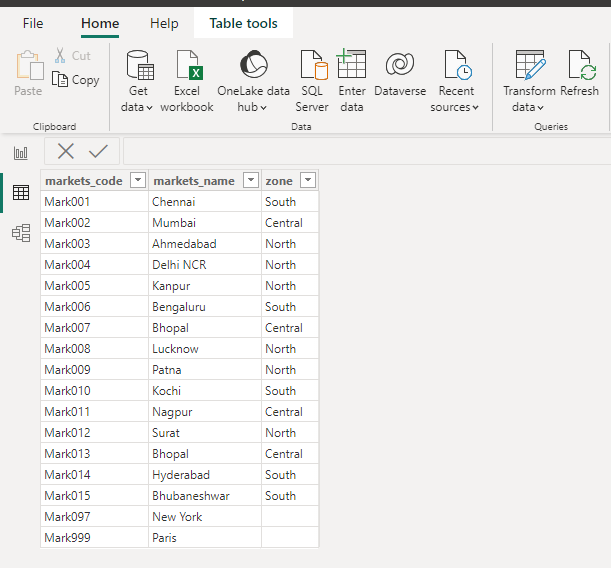 File Home Help Table tools
Cut
Copy
Paste
Get data
Excel workbook
OneLake data hub
SQL Server
Enter data
Dataverse
Recent sources
Transform data
Refresh
Clipboard Data Queries
markets_code markets_name zone
Mark001 Chennai South
Mark002 Mumbai Central
Mark003 Ahmedabad North
Mark004 Delhi NCR North
Mark005 Kanpur North
Mark006 Bengaluru South
Mark007 Bhopal Central
Mark008 Lucknow North
Mark009 Patna North
Mark010 Kochi South
Mark011 Nagpur Central
Mark012 Surat North
Mark013 Bhopal Central
Mark014 Hyderabad South
Mark015 Bhubaneshwar South
Mark097 New York
Mark999 Paris